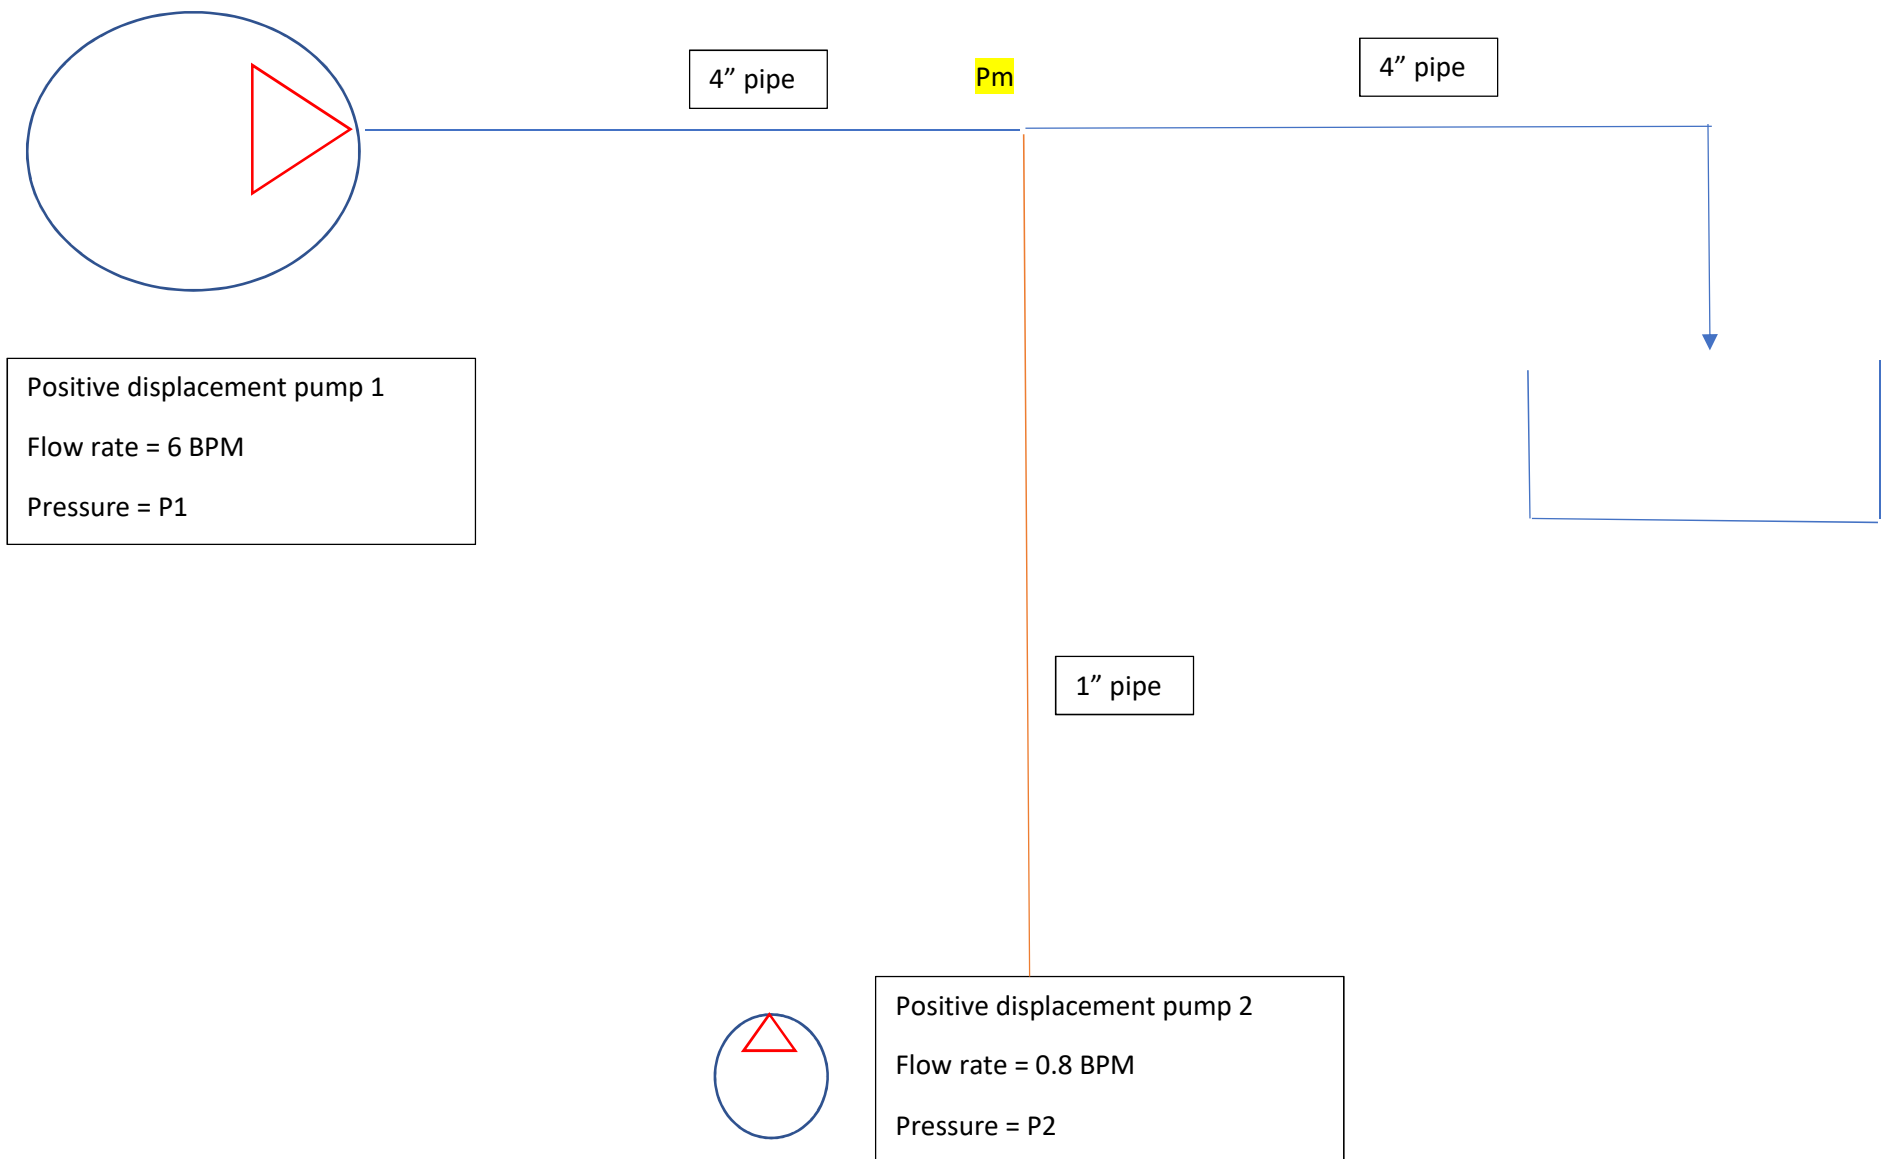 4” pipe
Pm
4” pipe
Positive displacement pump 1
Flow rate = 6 BPM
Pressure = P1
1” pipe
Positive displacement pump 2
Flow rate = 0.8 BPM
Pressure = P2